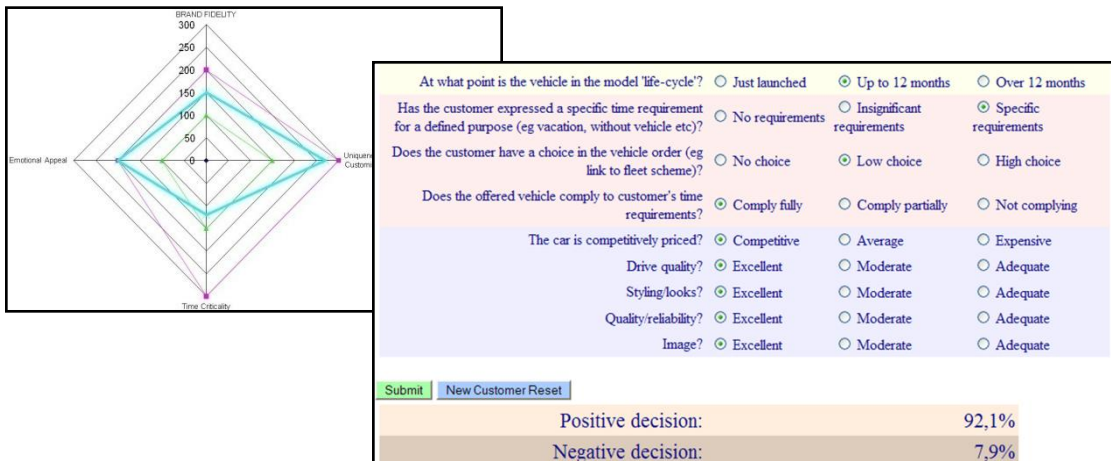 BRAND FIDELITY
300
250
200
150
100
50
0
Emotional Appeal
Time Criticality
At what point is the vehicle in the model 'life-cycle'? Just launched Up to 12 months Over 12 months
Has the customer expressed a specific time requirement for a defined purpose (eg vacation, without vehicle etc)? No requirements Insignificant requirements Specific requirements
Does the customer have a choice in the vehicle order (eg link to fleet scheme)? No choice Low choice High choice
Does the offered vehicle comply to customer's time requirements? Comply fully Comply partially Not complying
The car is competitively priced? Competitive Average Expensive
Drive quality? Excellent Moderate Adequate
Styling/looks? Excellent Moderate Adequate
Quality/reliability? Excellent Moderate Adequate
Image? Excellent Moderate Adequate
Submit New Customer Reset
Positive decision: 92,1%
Negative decision: 7,9%